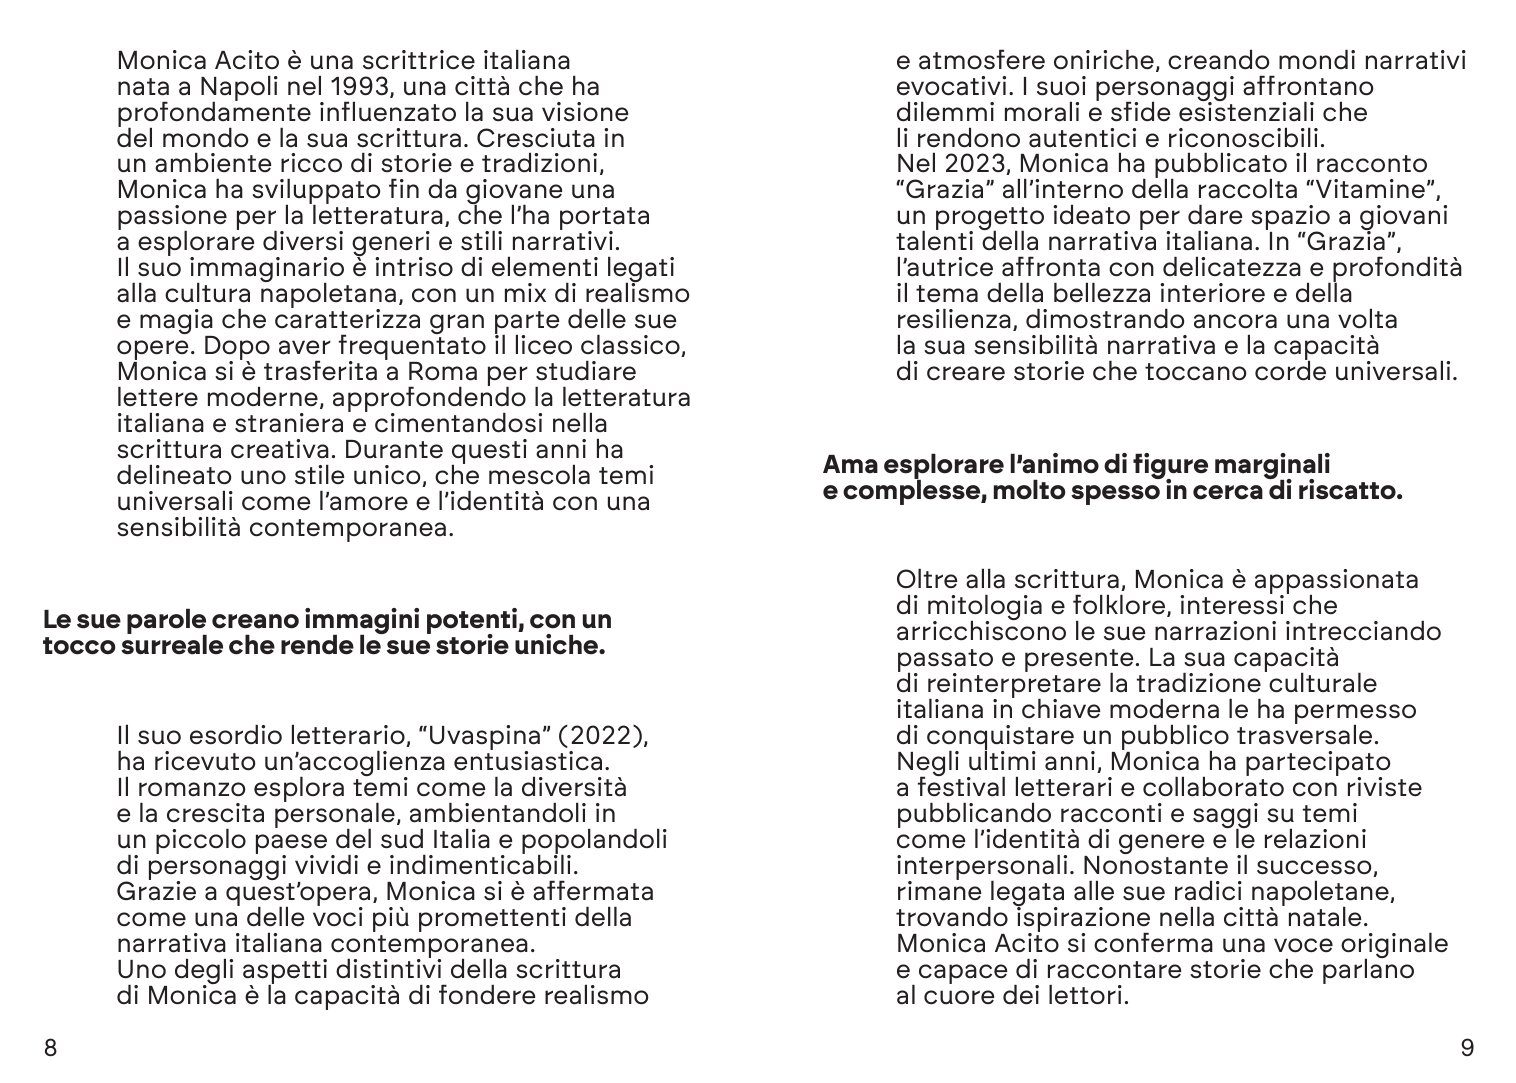 Monica Acito è una scrittrice italiana
nata a Napoli nel 1993, una città che ha
profondamente influenzato la sua visione
del mondo e la sua scrittura. Cresciuta in
un ambiente ricco di storie e tradizioni,
Monica ha sviluppato fin da giovane una
passione per la letteratura, che l’ha portata
a esplorare diversi generi e stili narrativi.
Il suo immaginario è intriso di elementi legati
alla cultura napoletana, con un mix di realismo
e magia che caratterizza gran parte delle sue
opere. Dopo aver frequentato il liceo classico,
Monica si è trasferita a Roma per studiare
lettere moderne, approfondendo la letteratura
italiana e straniera e cimentandosi nella
scrittura creativa. Durante questi anni ha
delineato uno stile unico, che mescola temi
universali come l’amore e l’identità con una
sensibilità contemporanea.
Le sue parole creano immagini potenti, con un
tocco surreale che rende le sue storie uniche.
Il suo esordio letterario, “Uvaspina” (2022),
ha ricevuto un’accoglienza entusiastica.
Il romanzo esplora temi come la diversità
e la crescita personale, ambientandoli in
un piccolo paese del sud Italia e popolandoli
di personaggi vividi e indimenticabili.
Grazie a quest’opera, Monica si è affermata
come una delle voci più promettenti della
narrativa italiana contemporanea.
Uno degli aspetti distintivi della scrittura
di Monica è la capacità di fondere realismo
8
e atmosfere oniriche, creando mondi narrativi
evocativi. I suoi personaggi affrontano
dilemmi morali e sfide esistenziali che
li rendono autentici e riconoscibili.
Nel 2023, Monica ha pubblicato il racconto
“Grazia” all’interno della raccolta “Vitamine”,
un progetto ideato per dare spazio a giovani
talenti della narrativa italiana. In “Grazia”,
l’autrice affronta con delicatezza e profondità
il tema della bellezza interiore e della
resilienza, dimostrando ancora una volta
la sua sensibilità narrativa e la capacità
di creare storie che toccano corde universali.
Ama esplorare l’animo di figure marginali
e complesse, molto spesso in cerca di riscatto.
Oltre alla scrittura, Monica è appassionata
di mitologia e folklore, interessi che
arricchiscono le sue narrazioni intrecciando
passato e presente. La sua capacità
di reinterpretare la tradizione culturale
italiana in chiave moderna le ha permesso
di conquistare un pubblico trasversale.
Negli ultimi anni, Monica ha partecipato
a festival letterari e collaborato con riviste
pubblicando racconti e saggi su temi
come l’identità di genere e le relazioni
interpersonali. Nonostante il successo,
rimane legata alle sue radici napoletane,
trovando ispirazione nella città natale.
Monica Acito si conferma una voce originale
e capace di raccontare storie che parlano
al cuore dei lettori.
9